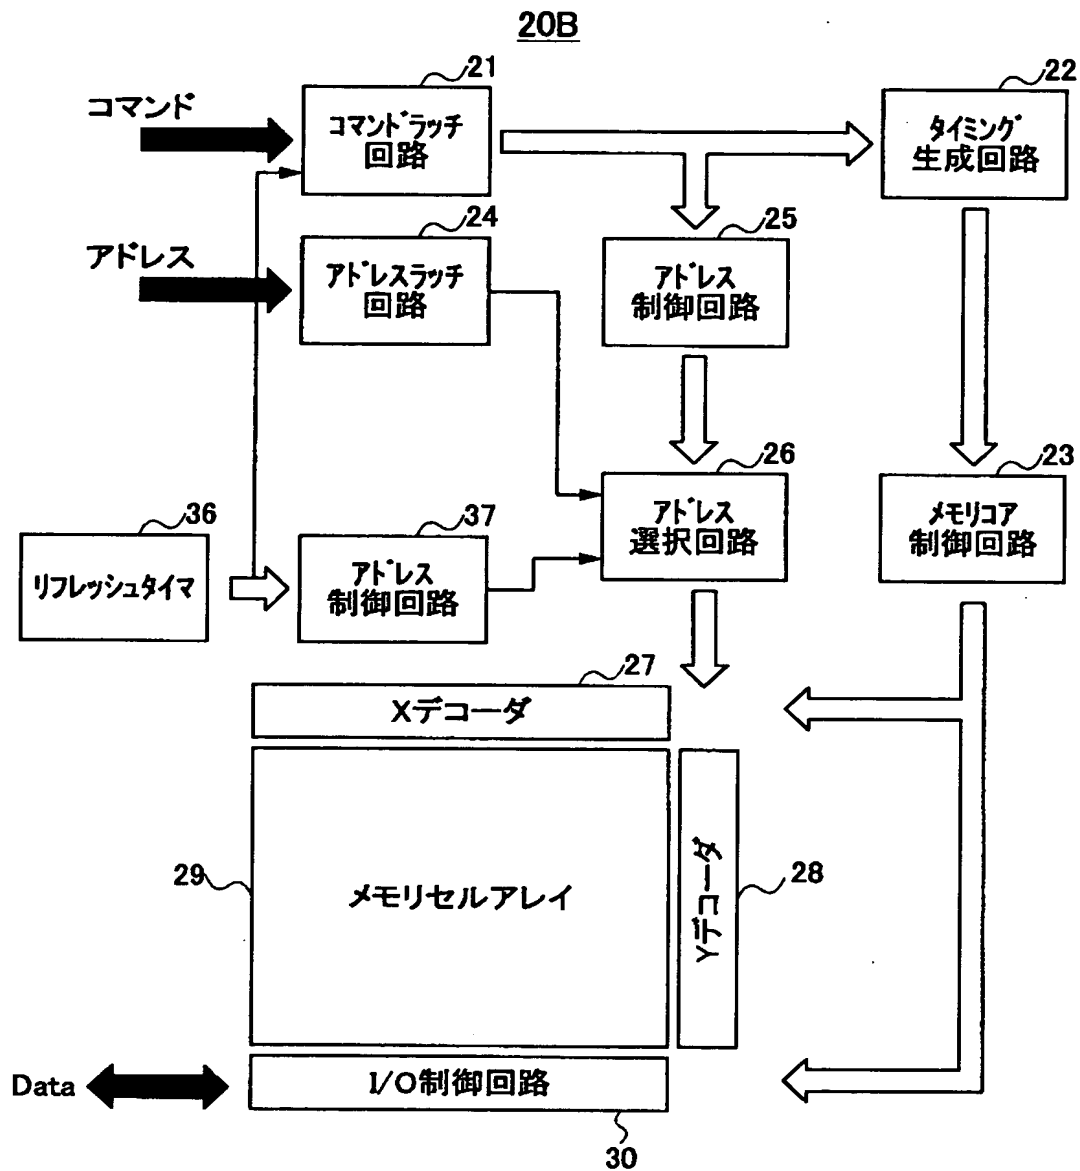 20B
21
コマンド
コマンドラッチ
回路
22
タイミング
生成回路
24
アドレス
アドレスラッチ
回路
25
アドレス
制御回路
26
アドレス
選択回路
23
メモリコア
制御回路
36
リフレッシュタイマ
37
アドレス
制御回路
27
Xデコーダ
29
メモリセルアレイ
Yデコーダ
28
Data
I/O制御回路
30